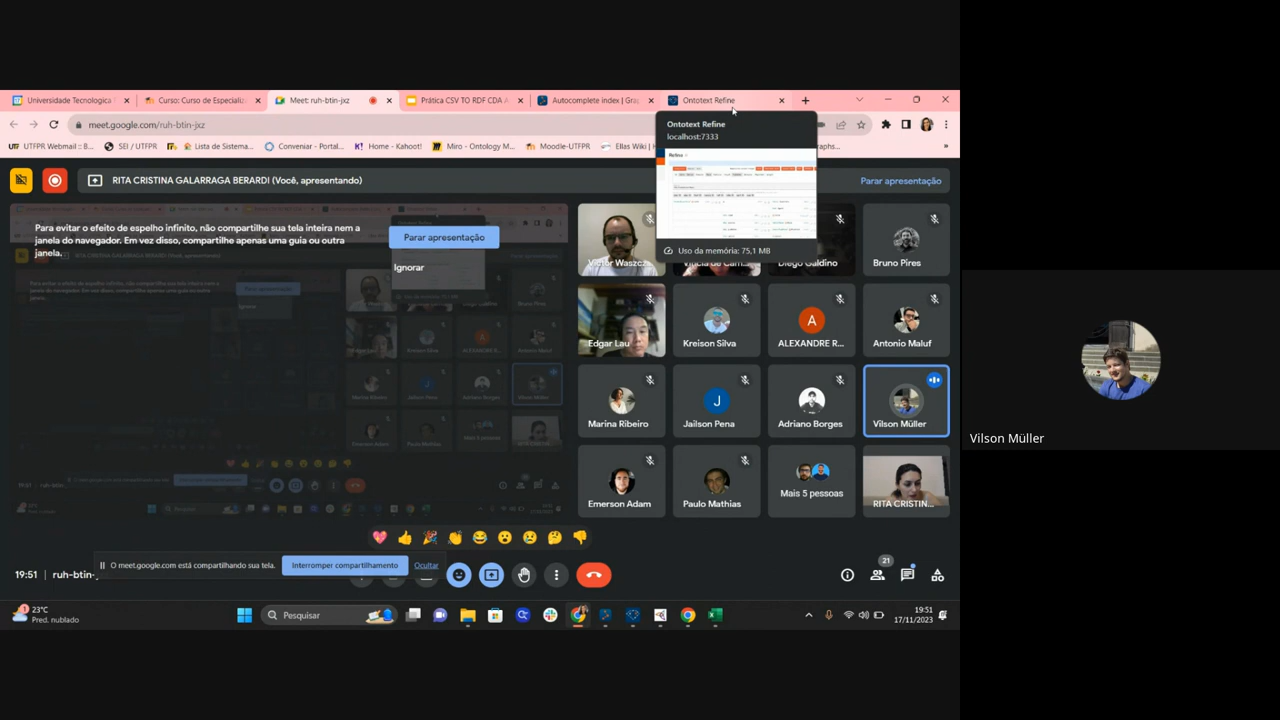 Universidade Tecnologica
Curso: Curso de Especializ
Meet: ruh-btin-jxz
Prática CSV TO RDF CDA A
Autocomplete index | Grap
Ontotext Refine
meet.google.com/ruh-btin-jxz
Ontotext Refine
localhost:7333
UTFPR Webmail :: B...
SEI / UTFPR
Lista de Sistema...
Conveniar - Portal...
Home - Kahoot!
Miro - Ontology M...
Moodle-UTFPR
Ellas Wiki | H
raphs...
»
Refine
CRISTINA GALARRAGA BERARDI (Você, apresentando)
Parar apresentação
Para evitar o efeito de espelho infinito, não compartilhe sua tela inteira nem a
janela do navegador. Em vez disso, compartilhe apenas uma guia ou outra
janela.
Parar apresentação
Ignorar
Uso da memória: 75,1 MB
Diego Galdino
Bruno Pires
Edgar Lau
Kreison Silva
A
ALEXANDRE R...
Antonio Maluf
Marina Ribeiro
J
Jailson Pena
Adriano Borges
Vilson Müller
Emerson Adam
Paulo Mathias
Mais 5 pessoas
RITA CRISTIN...
Vilson Müller
O meet.google.com está compartilhando sua tela.
Interromper compartilhamento
Ocultar
19:51
ruh-btin-
21
1
23°C
Pred. nublado
Pesquisar
19:51
17/11/2023